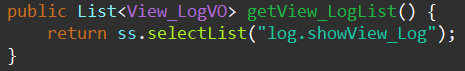 public List<View_LogVO> getView_LogList() {
    return ss.selectList("log.showView_Log");
}